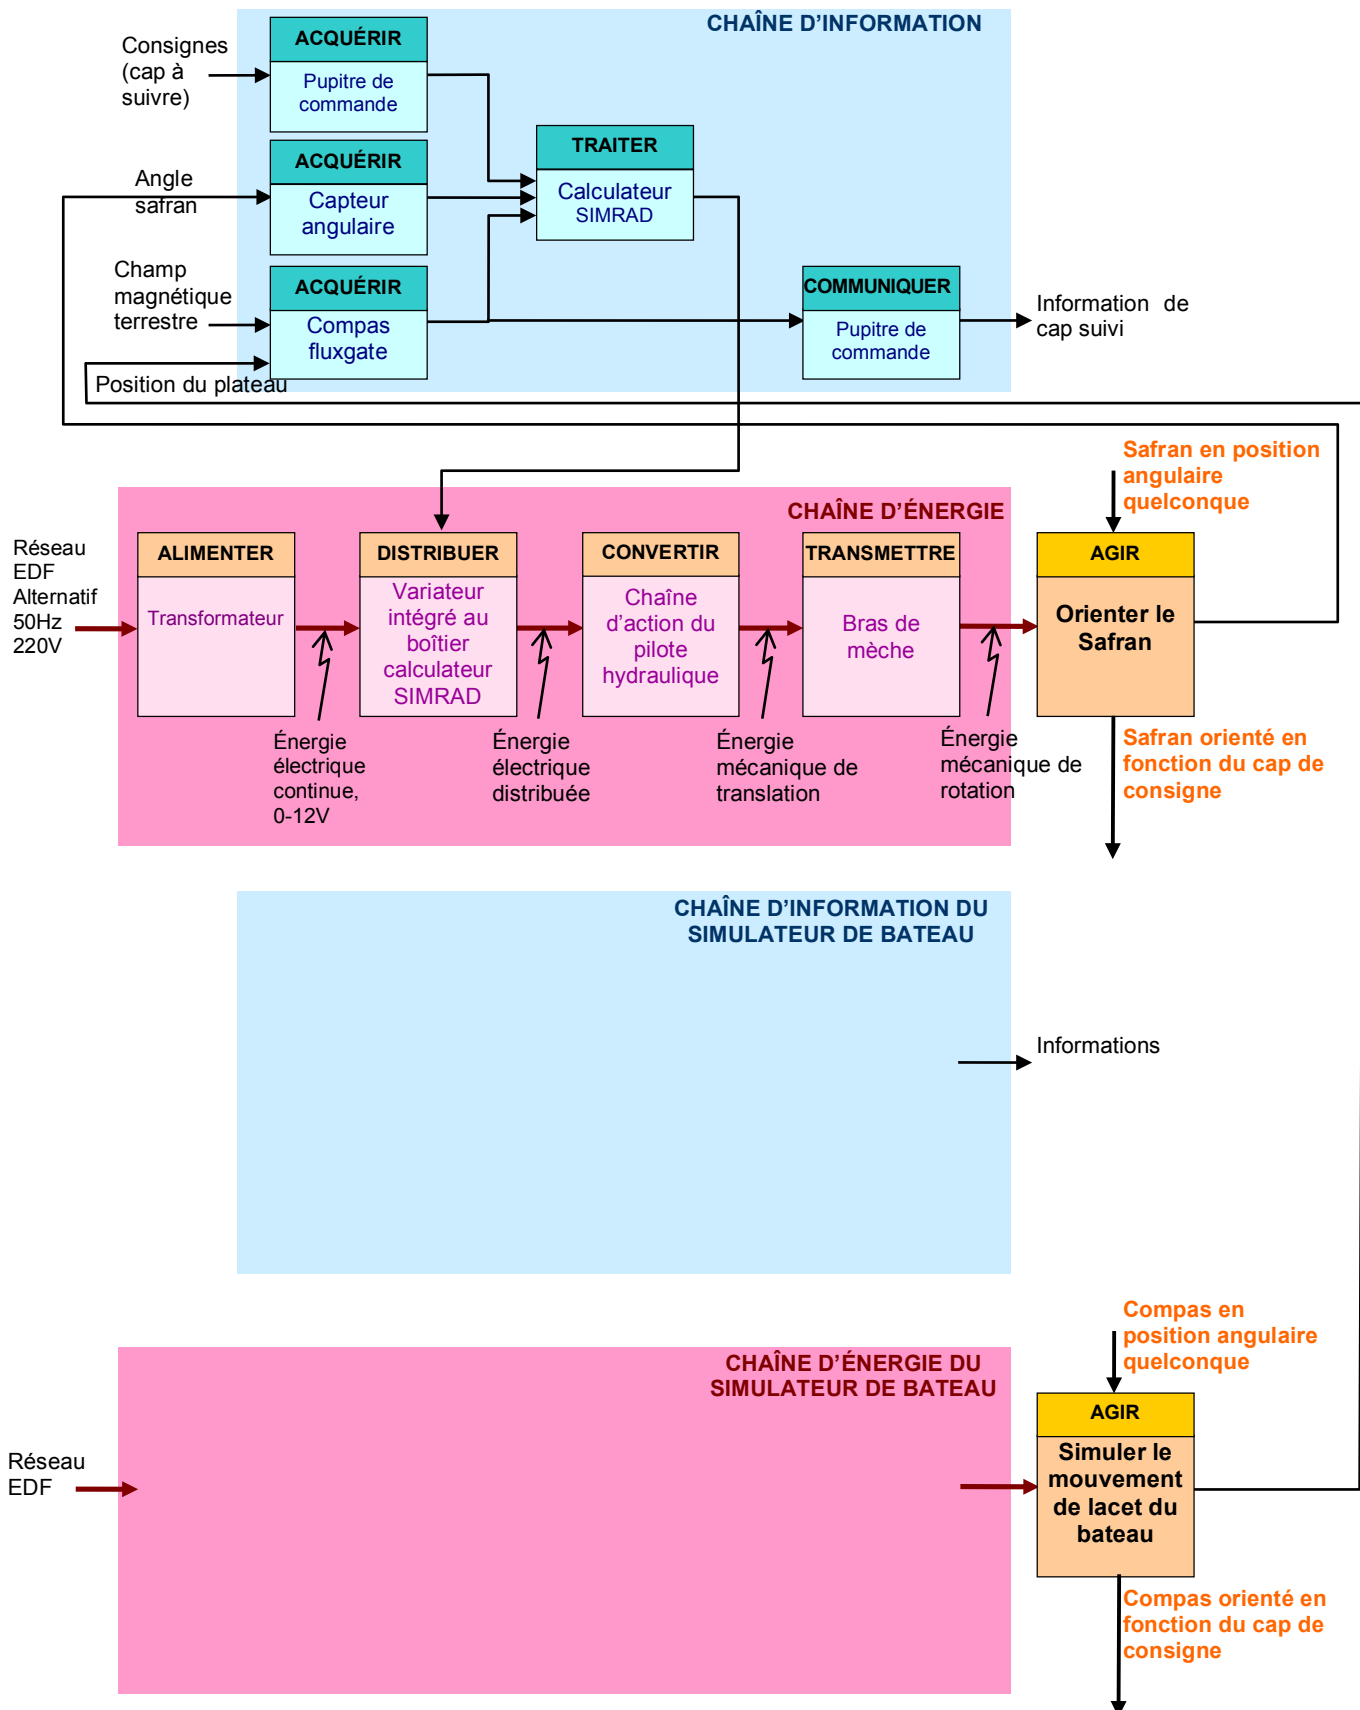 CHAÎNE D’INFORMATION
Consignes
(cap à
suivre)
ACQUÉRIR
Pupitre de
commande
Angle
safran
ACQUÉRIR
Capteur
angulaire
TRAITER
Calculateur
SIMRAD
Champ
magnétique
terrestre
ACQUÉRIR
Compas
fluxgate
COMMUNIQUER
Pupitre de
commande
Information de
cap suivi
Position du plateau
Safran en position
angulaire
quelconque
CHAÎNE D’ÉNERGIE
Réseau
EDF
Alternatif
50Hz
220V
ALIMENTER
Transformateur
DISTRIBUER
Variateur
intégré au
boîtier
calculateur
SIMRAD
CONVERTIR
Chaîne
d’action du
pilote
hydraulique
TRANSMETTRE
Bras de
mèche
AGIR
Orienter le
Safran
Énergie
électrique
continue,
0-12V
Énergie
électrique
distribuée
Énergie
mécanique de
translation
Énergie
mécanique de
rotation
Safran orienté en
fonction du cap de
consigne
CHAÎNE D’INFORMATION DU
SIMULATEUR DE BATEAU
Informations
Compas en
position angulaire
quelconque
CHAÎNE D’ÉNERGIE DU
SIMULATEUR DE BATEAU
Réseau
EDF
AGIR
Simuler le
mouvement
de lacet du
bateau
Compas orienté en
fonction du cap de
consigne